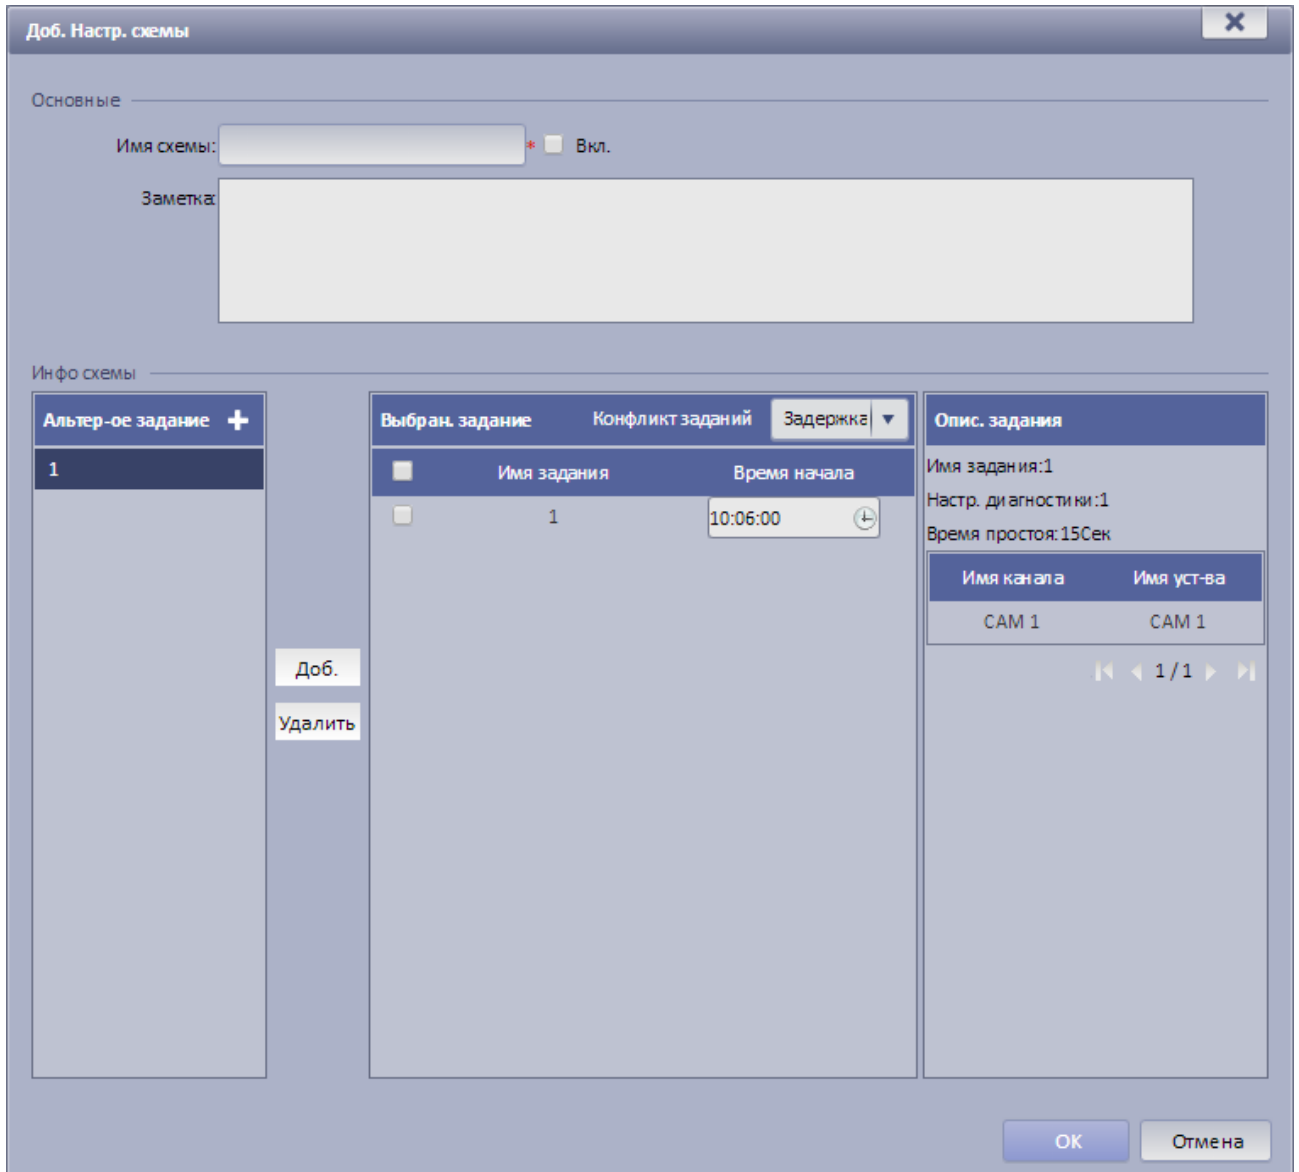 Доб. Настр. схемы
Основные
Имя схемы: * Вкл.
Заметка:
Инфо схемы
Альтер-ое задание
1
Доб.
Удалить
Выбран. задание Конфликт заданий Задержка
Имя задания Время начала
1 10:06:00
Опис. задания
Имя задания:1
Настр. диагностики:1
Время простоя:15Сек
Имя канала Имя уст-ва
CAM 1 CAM 1
1 / 1
OK Отмена